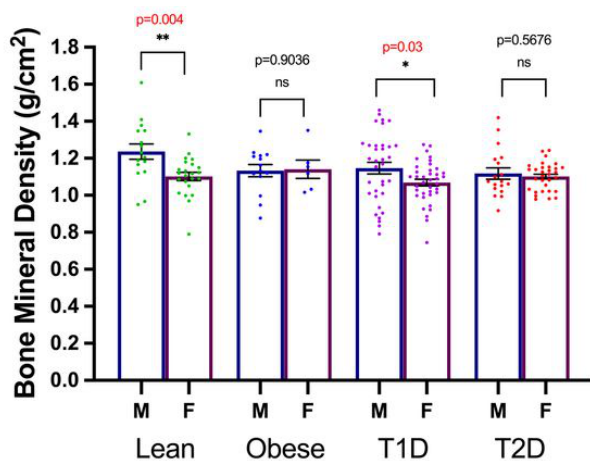 p=0.004
**
p=0.9036
ns
p=0.03
*
p=0.5676
ns
Bone Mineral Density (g/cm²)
1.8
1.6
1.4
1.2
1.0
0.8
0.6
0.4
0.2
0.0
M F M F M F M F
Lean Obese T1D T2D